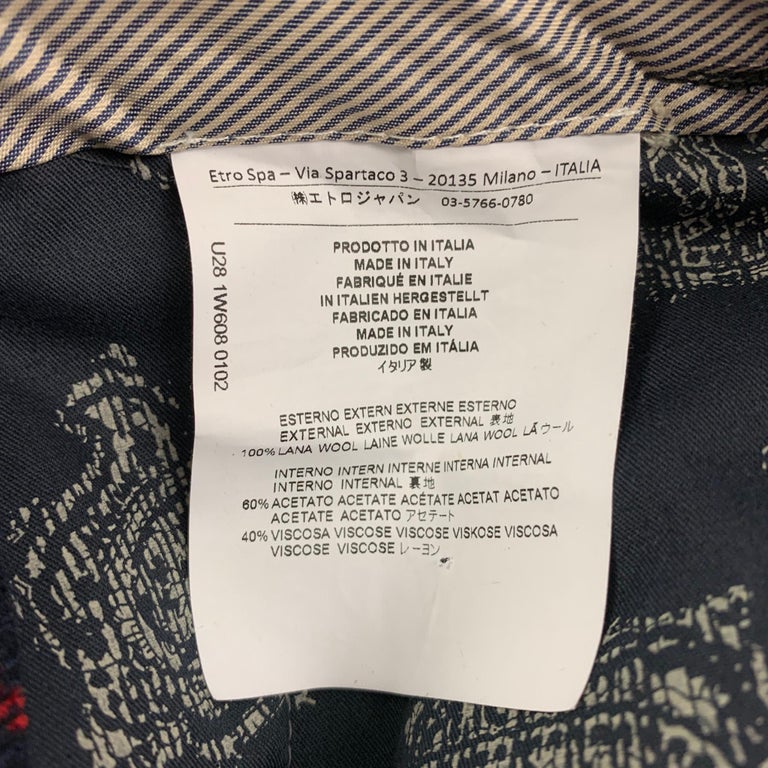 Etro Spa – Via Spartaco 3 – 20135 Milano – ITALIA
㈱エトロジャパン 03-5766-0780
U28 1W608 0102
PRODOTTO IN ITALIA
MADE IN ITALY
FABRIQUÉ EN ITALIE
IN ITALIEN HERGESTELLT
FABRICADO EN ITALIA
MADE IN ITALY
PRODUZIDO EM ITÁLIA
イタリア製
ESTERNO EXTERN EXTERNE ESTERNO
EXTERNAL EXTERNO EXTERNAL 表地
100% LANA WOOL LAINE WOLLE LANA WOOL LÃ ウール
INTERNO INTERN INTERNE INTERNA INTERNAL
INTERNO INTERNAL 裏地
60% ACETATO ACETATE ACÉTATE ACETAT ACETATO
ACETATE ACETATO アセテート
40% VISCOSA VISCOSE VISCOSE VISKOSE VISCOSA
VISCOSE VISCOSE レーヨン